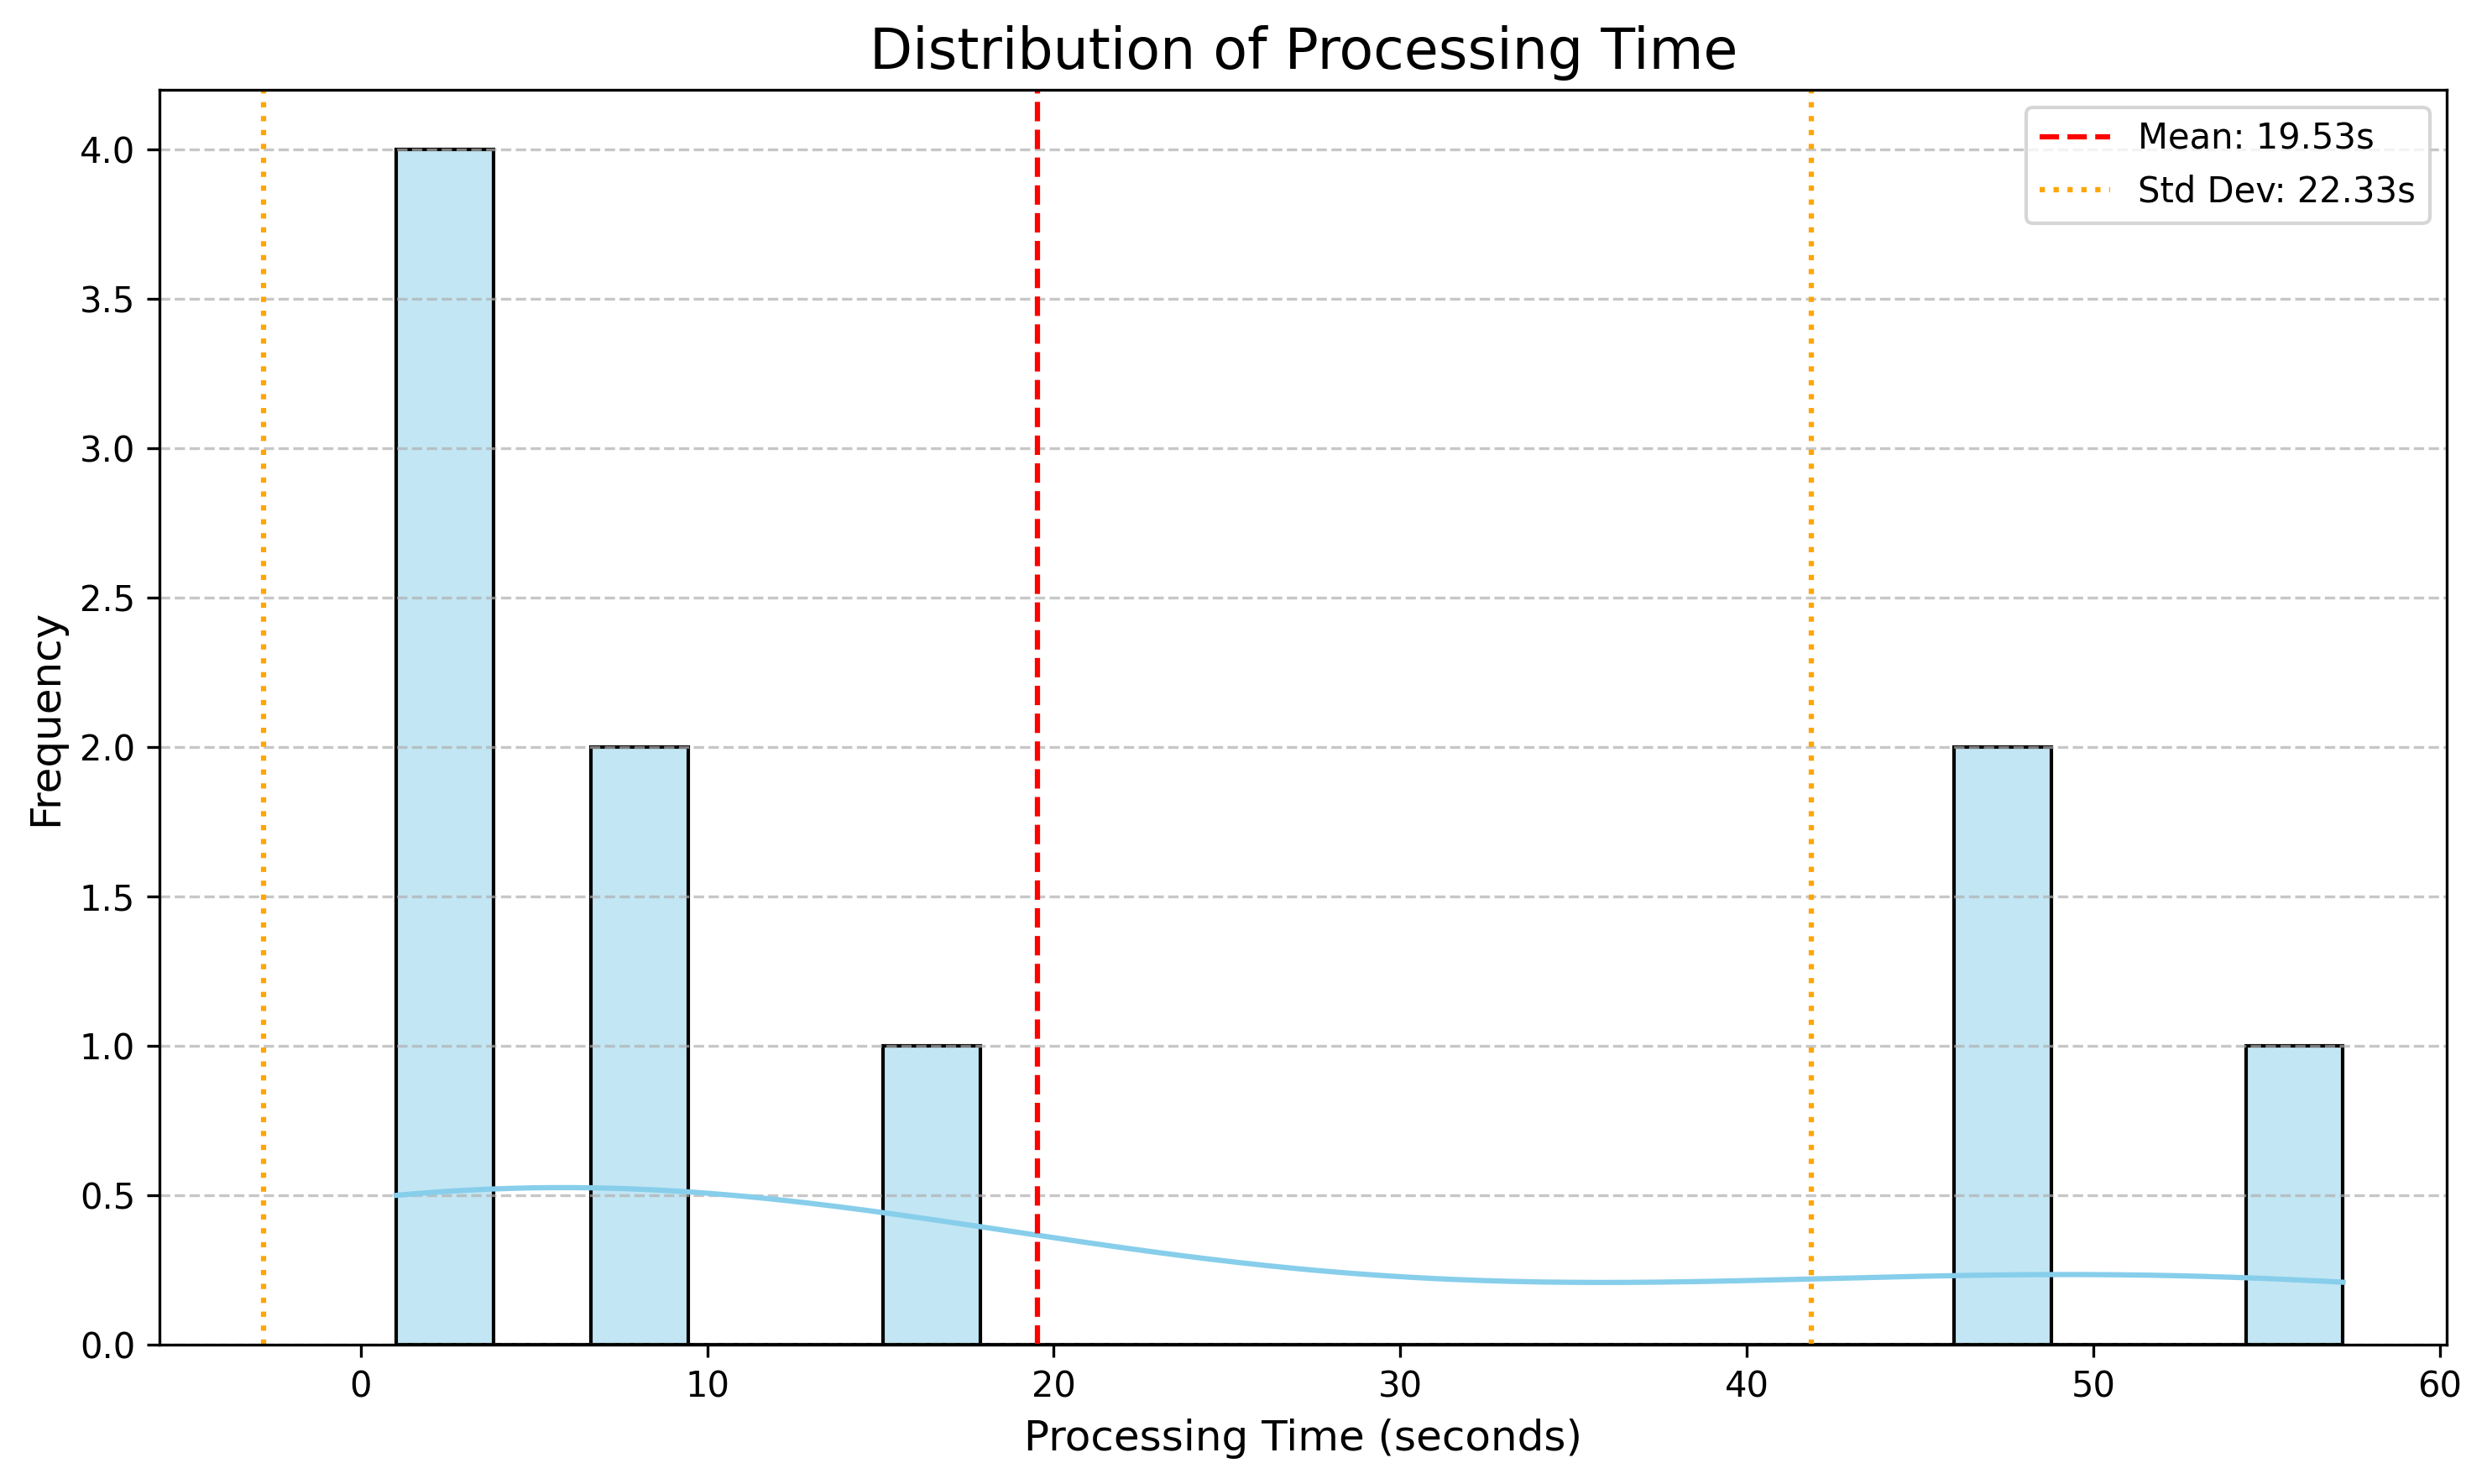 Distribution of Processing Time
Mean: 19.53s
Std Dev: 22.33s
Frequency
4.0
3.5
3.0
2.5
2.0
1.5
1.0
0.5
0.0
0 10 20 30 40 50 60
Processing Time (seconds)